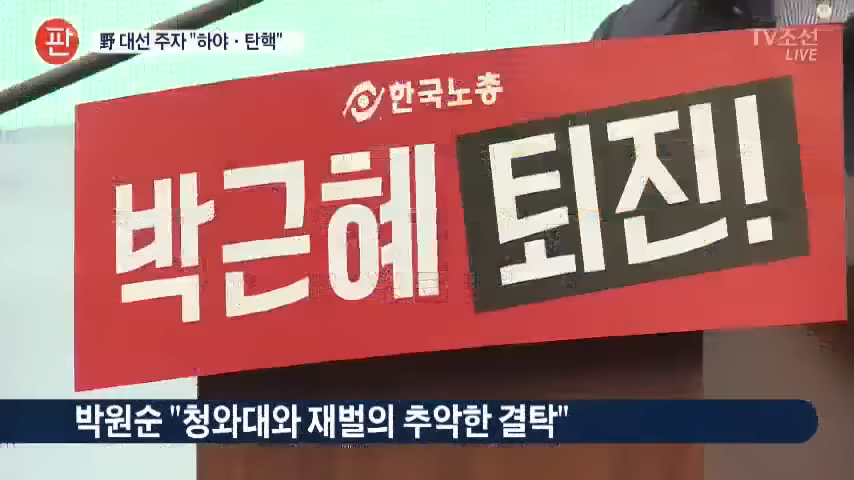 판
野 대선 주자 "하야·탄핵"
TV조선
LIVE
한국노총
박근혜 퇴진!
박원순 "청와대와 재벌의 추악한 결탁"